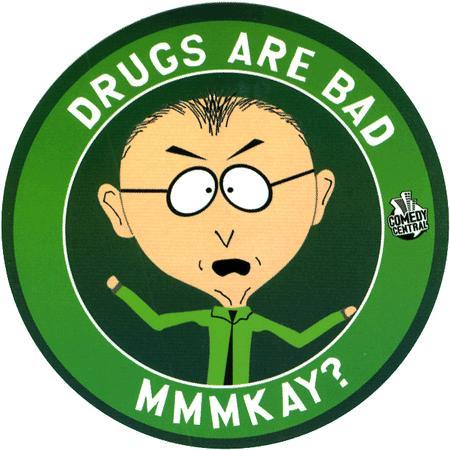 DRUGS ARE BAD
COMEDY
CENTRAL
MMMKAY?